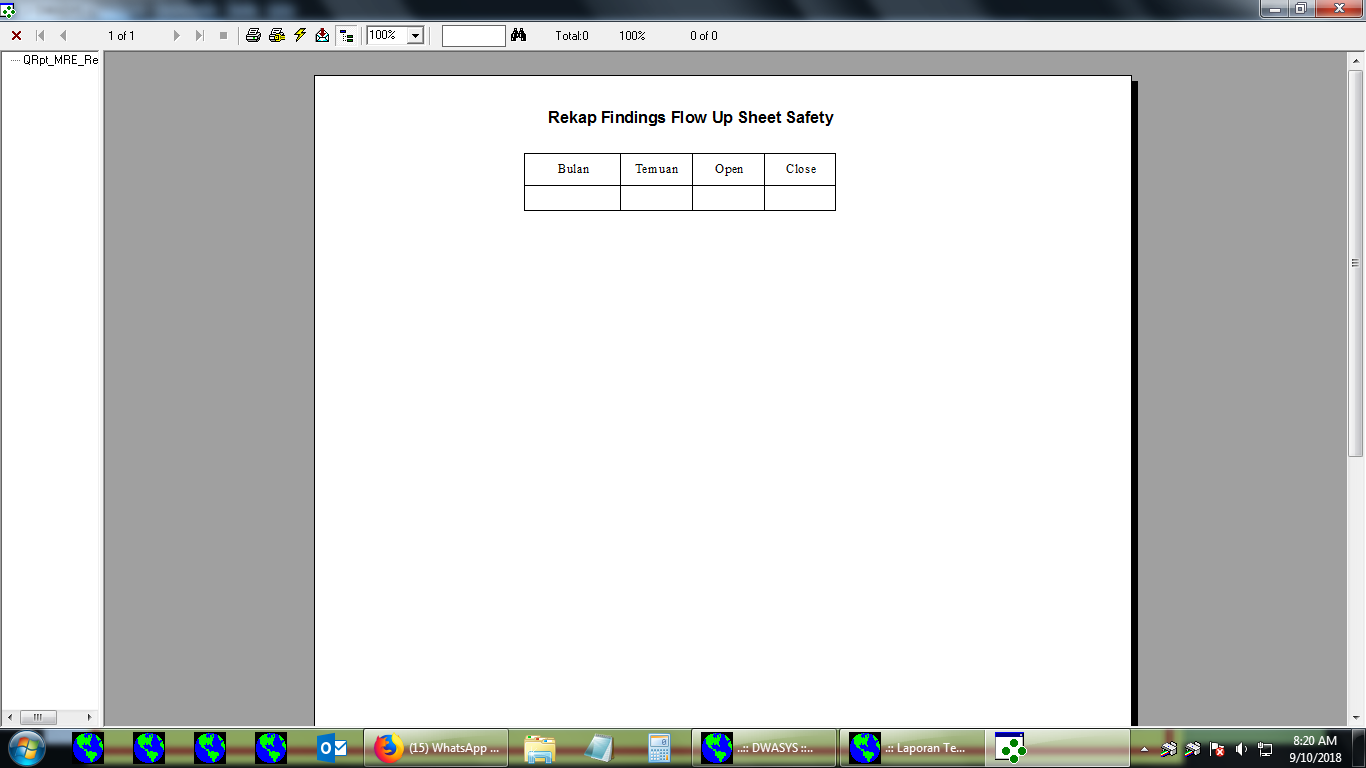 1 of 1
100%
Total:0
100%
0 of 0
QRpt_MRE_Re
Rekap Findings Flow Up Sheet Safety
Bulan Temuan Open Close
(15) WhatsApp ...
..:: DWASYS ::..
.:: Laporan Te...
8:20 AM
9/10/2018